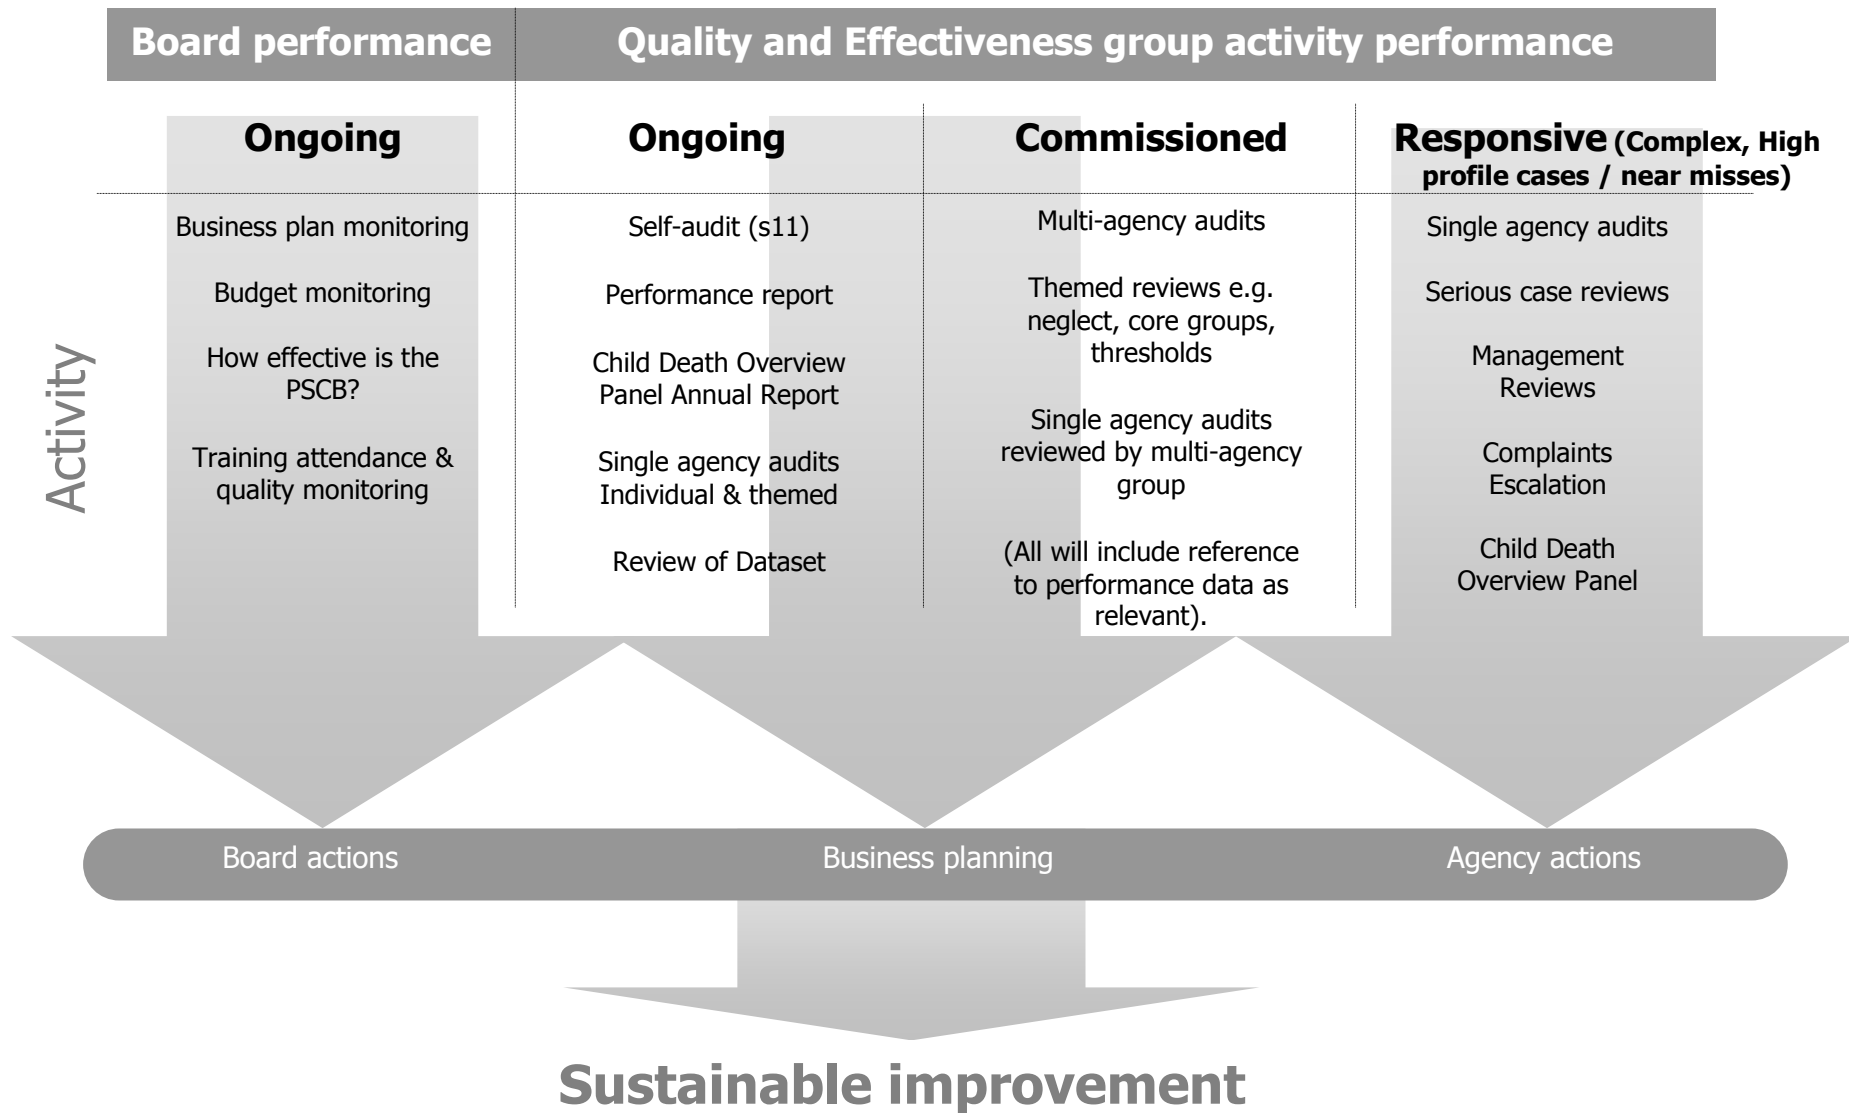 Board performance
Quality and Effectiveness group activity performance
Ongoing
Ongoing
Commissioned
Responsive (Complex, High
profile cases / near misses)
Activity
Business plan monitoring
Budget monitoring
How effective is the
PSCB?
Training attendance &
quality monitoring
Self-audit (s11)
Performance report
Child Death Overview
Panel Annual Report
Single agency audits
Individual & themed
Review of Dataset
Multi-agency audits
Themed reviews e.g.
neglect, core groups,
thresholds
Single agency audits
reviewed by multi-agency
group
(All will include reference
to performance data as
relevant).
Single agency audits
Serious case reviews
Management
Reviews
Complaints
Escalation
Child Death
Overview Panel
Board actions
Business planning
Agency actions
Sustainable improvement